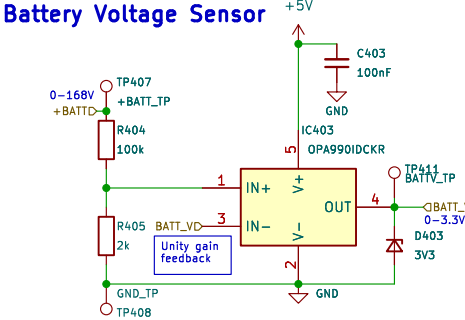 Battery Voltage Sensor
+5V
C403
100nF
GND
TP407
+BATT_TP
0-168V
+BATT
R404
100k
IC403
OPA990IDCKR
5
V+
1
IN+
3
IN-
BATT_V
OUT
4
V-
2
TP411
BATTV_TP
BATT_V
0-3.3V
D403
3V3
R405
2k
Unity gain
feedback
GND_TP
TP408
GND